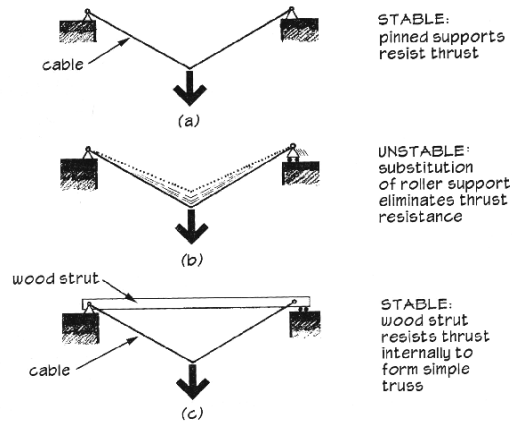 STABLE:
pinned supports
resist thrust
cable
(a)
UNSTABLE:
substitution
of roller support
eliminates thrust
resistance
(b)
wood strut
STABLE:
wood strut
resists thrust
internally to
form simple
truss
cable
(c)